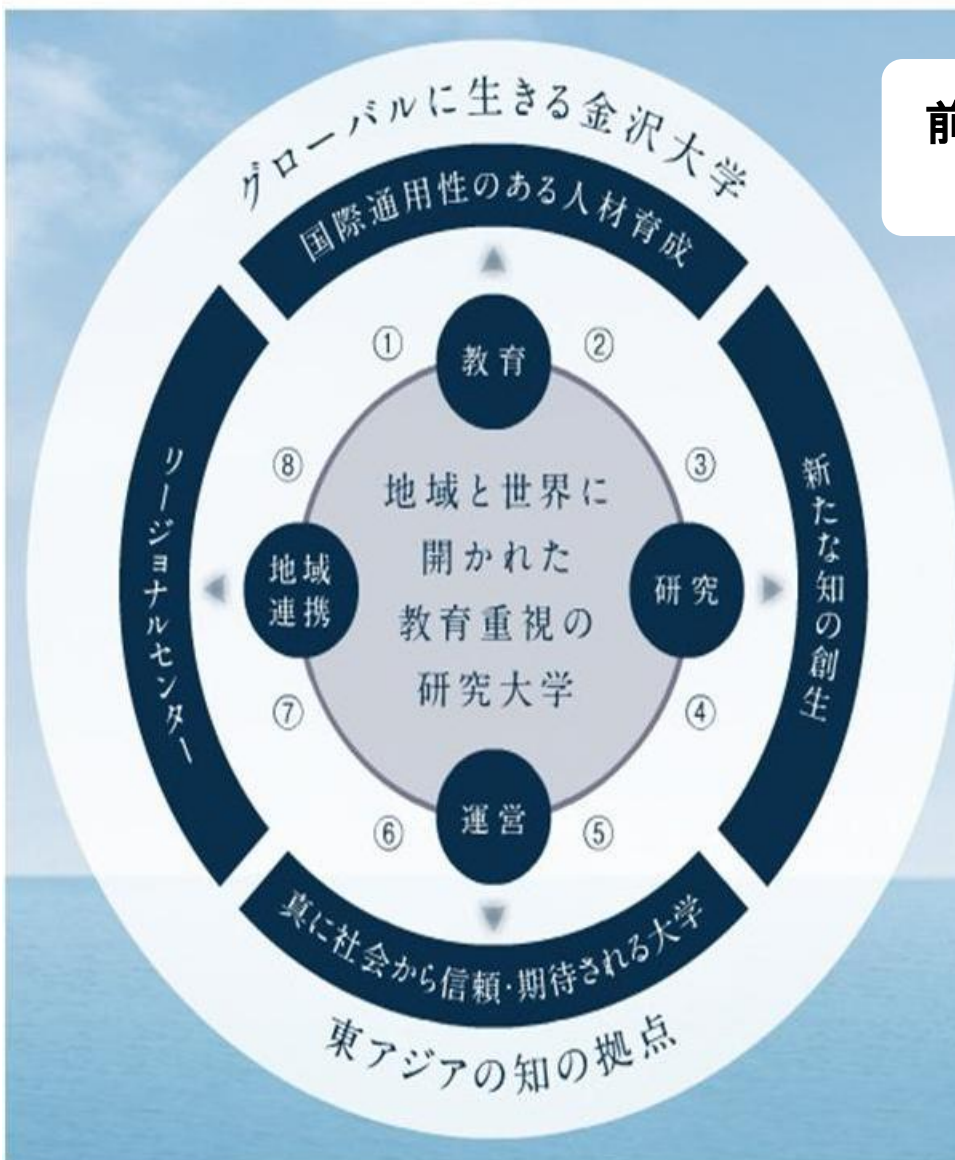 前
グローバルに生きる金沢大学
国際通用性のある人材育成
①
教育
②
⑧
③
地域と世界に
開かれた
教育重視の
研究大学
地域
連携
研究
リージョナルセンター
新たな知の創生
⑦
④
⑥
運営
⑤
真に社会から信頼・期待される大学
東アジアの知の拠点